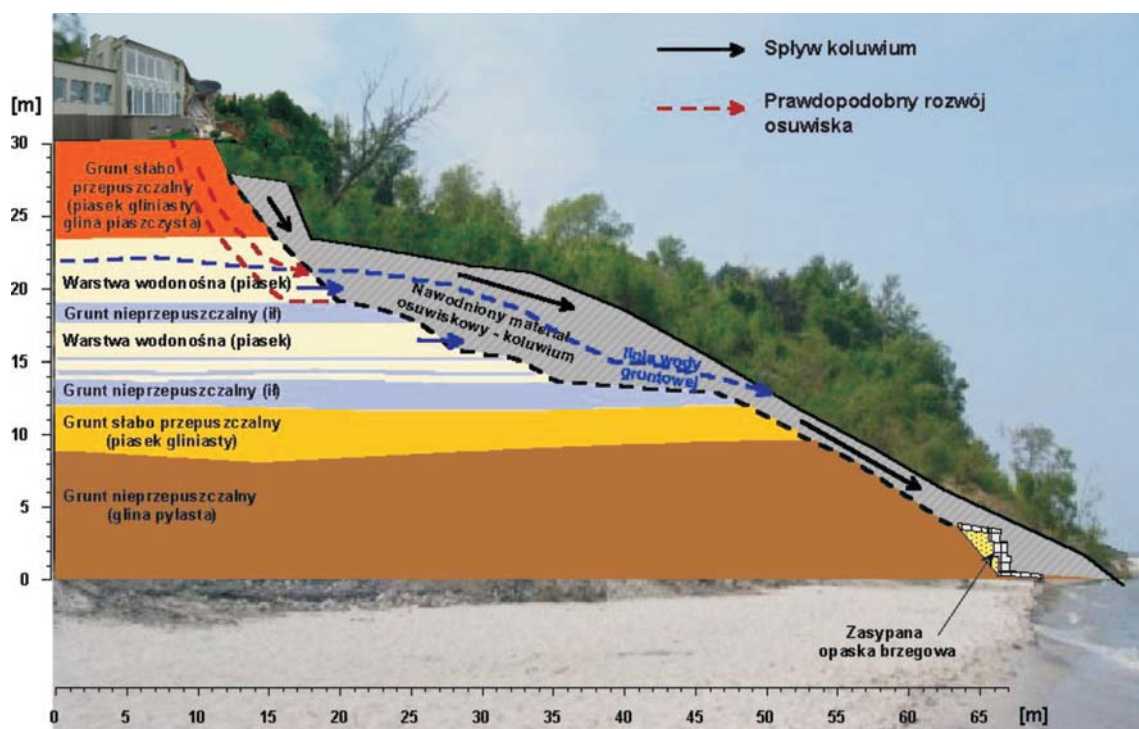 Spływ koluwium
Prawdopodobny rozwój
osuwiska
[m]
30
25
20
15
10
5
0
Grunt słabo
przepuszczalny
(piasek gliniasty
glina piaszczysta)
Warstwa wodonośna (piasek)
Grunt nieprzepuszczalny (ił)
Warstwa wodonośna (piasek)
Grunt nieprzepuszczalny (ił)
Grunt słabo przepuszczalny
(piasek gliniasty)
Grunt nieprzepuszczalny
(glina pylasta)
Nawodniony materiał
osuwiskowy - koluwium
linia wody
gruntowej
Zasypana
opaska brzegowa
0 5 10 15 20 25 30 35 40 45 50 55 60 65 [m]